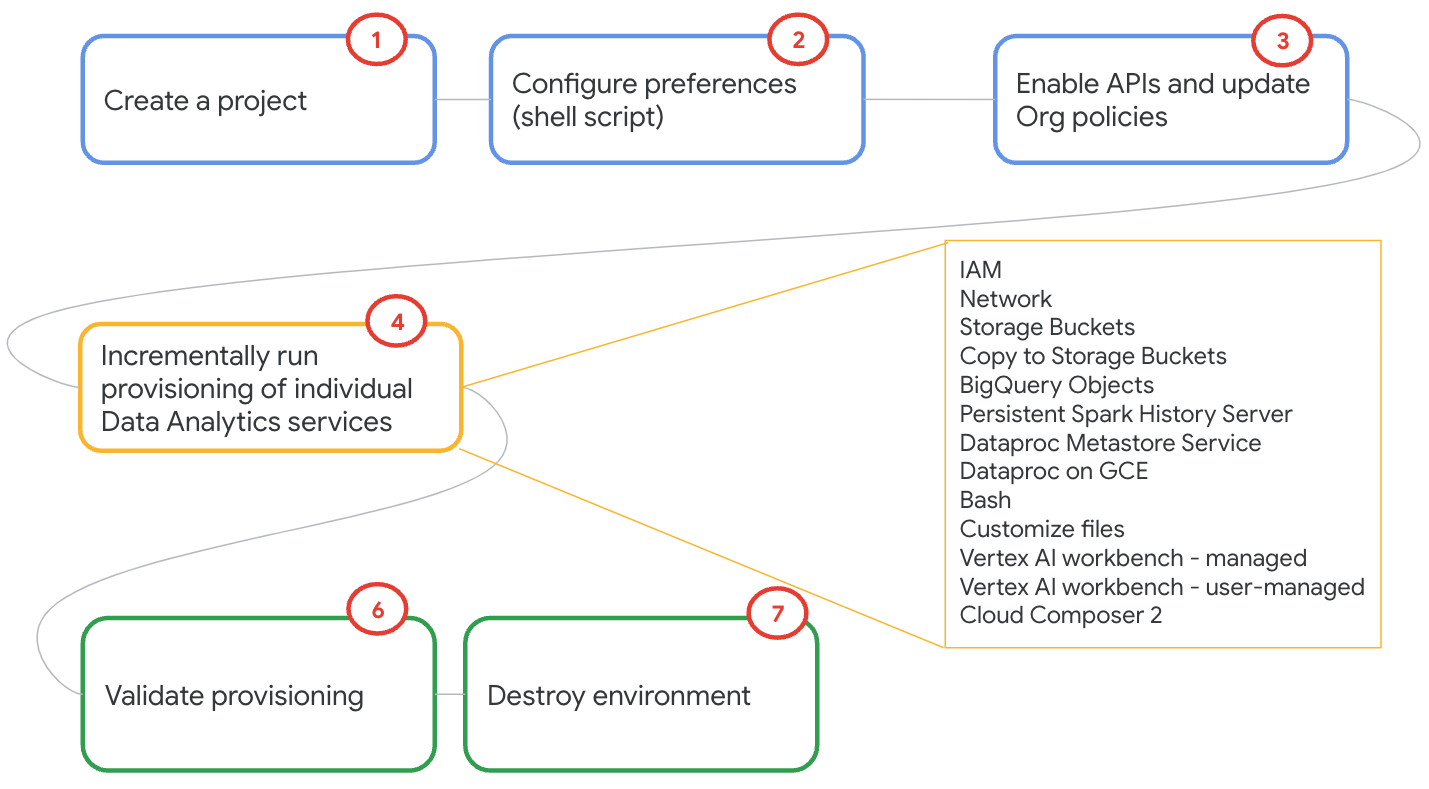 1
Create a project
2
Configure preferences
(shell script)
3
Enable APIs and update
Org policies
4
Incrementally run
provisioning of individual
Data Analytics services
IAM
Network
Storage Buckets
Copy to Storage Buckets
BigQuery Objects
Persistent Spark History Server
Dataproc Metastore Service
Dataproc on GCE
Bash
Customize files
Vertex AI workbench - managed
Vertex AI workbench - user-managed
Cloud Composer 2
6
Validate provisioning
7
Destroy environment